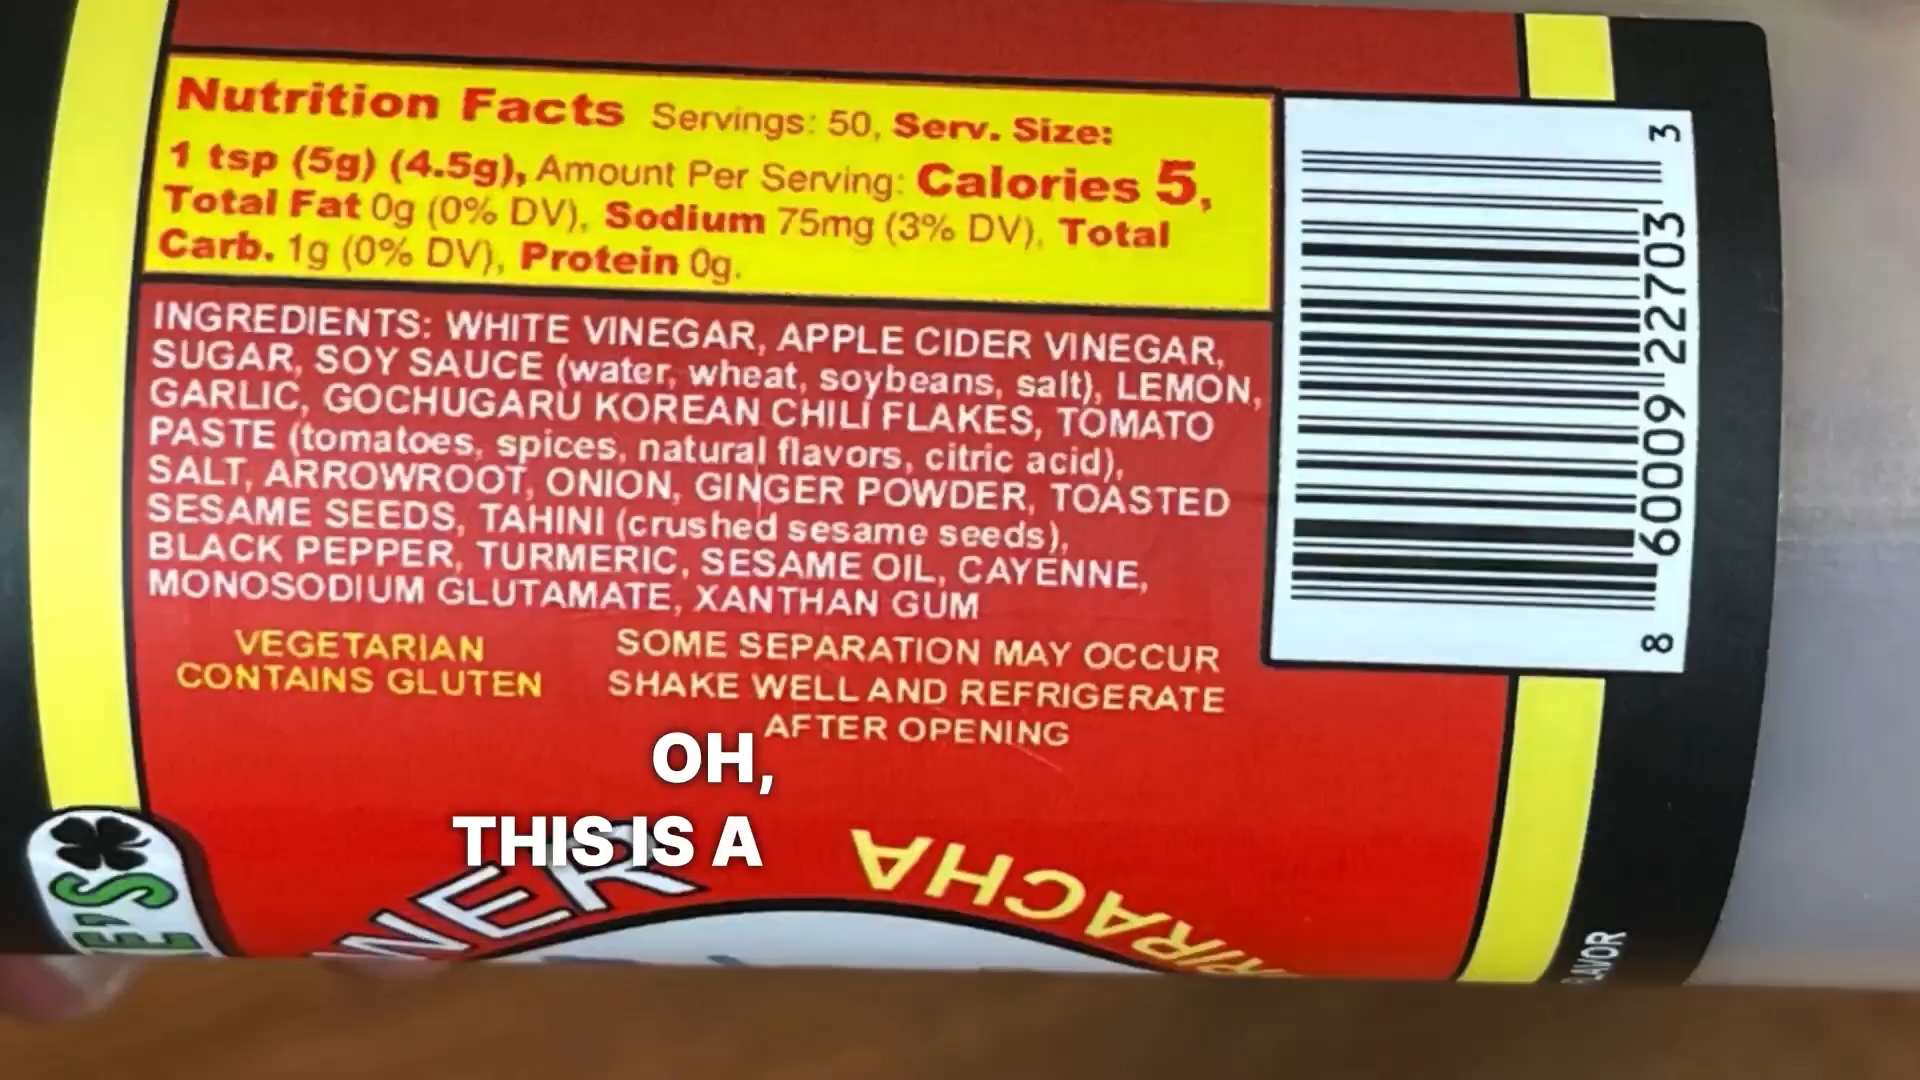 Nutrition Facts Servings: 50, Serv. Size:
1 tsp (5g) (4.5g), Amount Per Serving: Calories 5,
Total Fat 0g (0% DV), Sodium 75mg (3% DV), Total
Carb. 1g (0% DV), Protein 0g.
INGREDIENTS: WHITE VINEGAR, APPLE CIDER VINEGAR,
SUGAR, SOY SAUCE (water, wheat, soybeans, salt), LEMON,
GARLIC, GOCHUGARU KOREAN CHILI FLAKES, TOMATO
PASTE (tomatoes, spices, natural flavors, citric acid),
SALT, ARROWROOT, ONION, GINGER POWDER, TOASTED
SESAME SEEDS, TAHINI (crushed sesame seeds),
BLACK PEPPER, TURMERIC, SESAME OIL, CAYENNE,
MONOSODIUM GLUTAMATE, XANTHAN GUM
VEGETARIAN
CONTAINS GLUTEN
SOME SEPARATION MAY OCCUR
SHAKE WELL AND REFRIGERATE
AFTER OPENING
8 60009 22703 3
OH,
THIS IS A